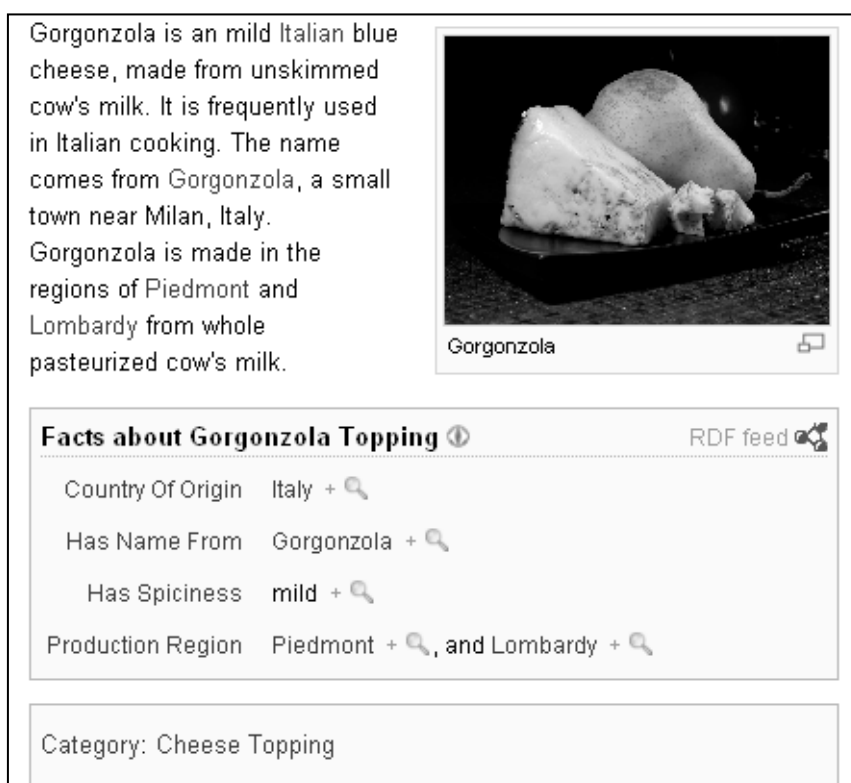 Gorgonzola is an mild Italian blue
cheese, made from unskimmed
cow's milk. It is frequently used
in Italian cooking. The name
comes from Gorgonzola, a small
town near Milan, Italy.
Gorgonzola is made in the
regions of Piedmont and
Lombardy from whole
pasteurized cow's milk.
Gorgonzola
Facts about Gorgonzola Topping RDF feed
Country Of Origin Italy +
Has Name From Gorgonzola +
Has Spiciness mild +
Production Region Piedmont + , and Lombardy +
Category: Cheese Topping